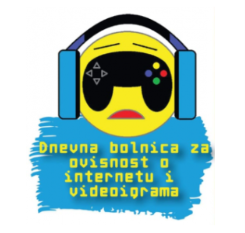 Dnevna bolnica za
ovisnost o
internetu i
videoigrama